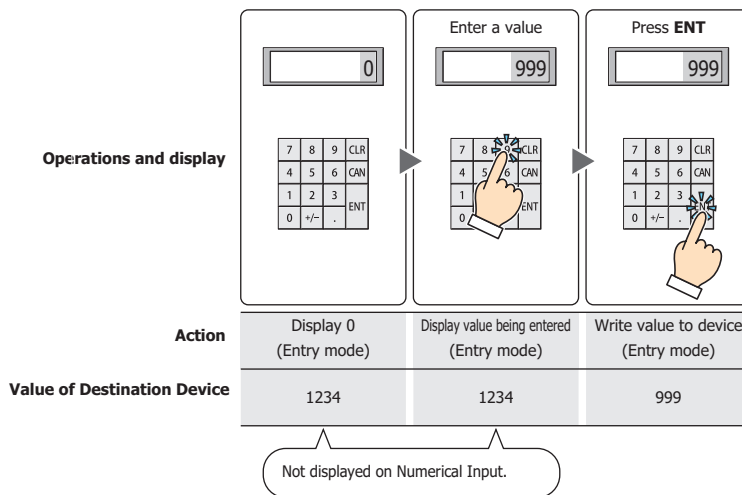 Enter a value
Press ENT
0
999
999
Operations and display
7 8 9 CLR
4 5 6 CAN
1 2 3
ENT
0 +/− .
7 8 9 CLR
4 5 6 CAN
1
ENT
0
7 8 9 CLR
4 5 6 CAN
1 2 3
0 +/− .
Action
Display 0
(Entry mode)
Display value being entered
(Entry mode)
Write value to device
(Entry mode)
Value of Destination Device
1234
1234
999
Not displayed on Numerical Input.